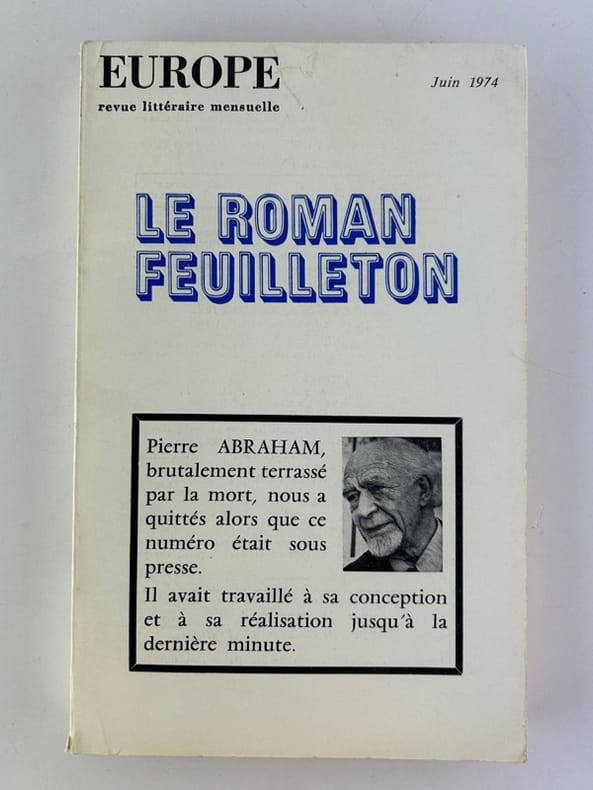 EUROPE
revue littéraire mensuelle
Juin 1974
LE ROMAN
FEUILLETON
Pierre ABRAHAM,
brutalement terrassé
par la mort, nous a
quittés alors que ce
numéro était sous
presse.
Il avait travaillé à sa conception
et à sa réalisation jusqu'à la
dernière minute.